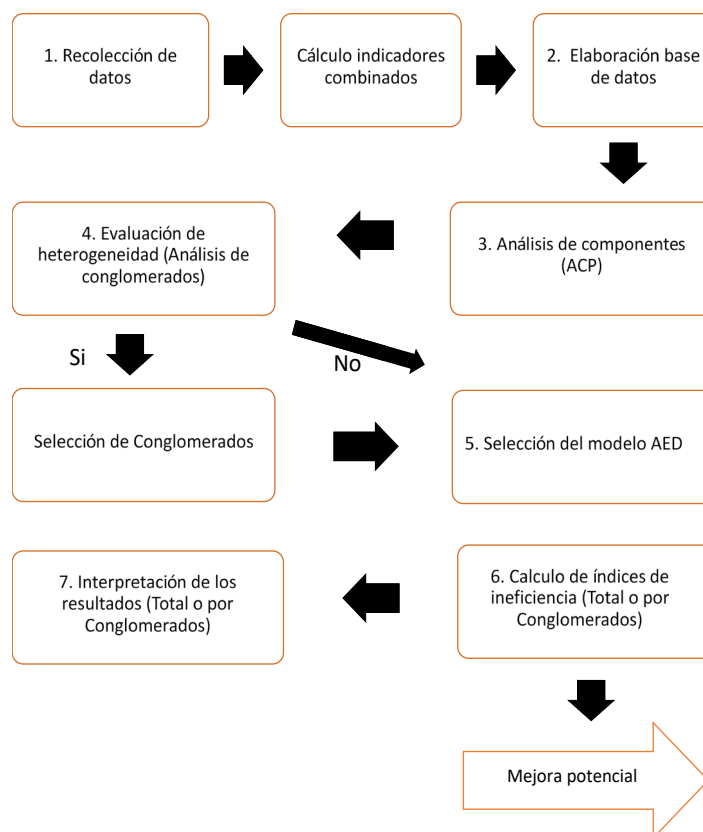 1. Recolección de
datos
Cálculo indicadores
combinados
2. Elaboración base
de datos
4. Evaluación de
heterogeneidad (Análisis de
conglomerados)
3. Análisis de componentes
(ACP)
Si
No
Selección de Conglomerados
5. Selección del modelo AED
7. Interpretación de los
resultados (Total o por
Conglomerados)
6. Calculo de índices de
ineficiencia (Total o por
Conglomerados)
Mejora potencial